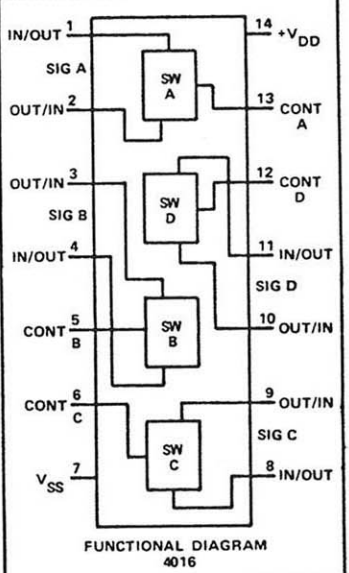 IN/OUT 1
SIG A
OUT/IN 2
OUT/IN 3
SIG B
4
IN/OUT
CONT 5
B
CONT 6
C
7
VSS
SW
A
SW
D
SW
B
SW
C
14
+VDD
13
CONT
A
12
CONT
D
11
IN/OUT
SIG D
10
OUT/IN
9
OUT/IN
SIG C
8
IN/OUT
FUNCTIONAL DIAGRAM
4016